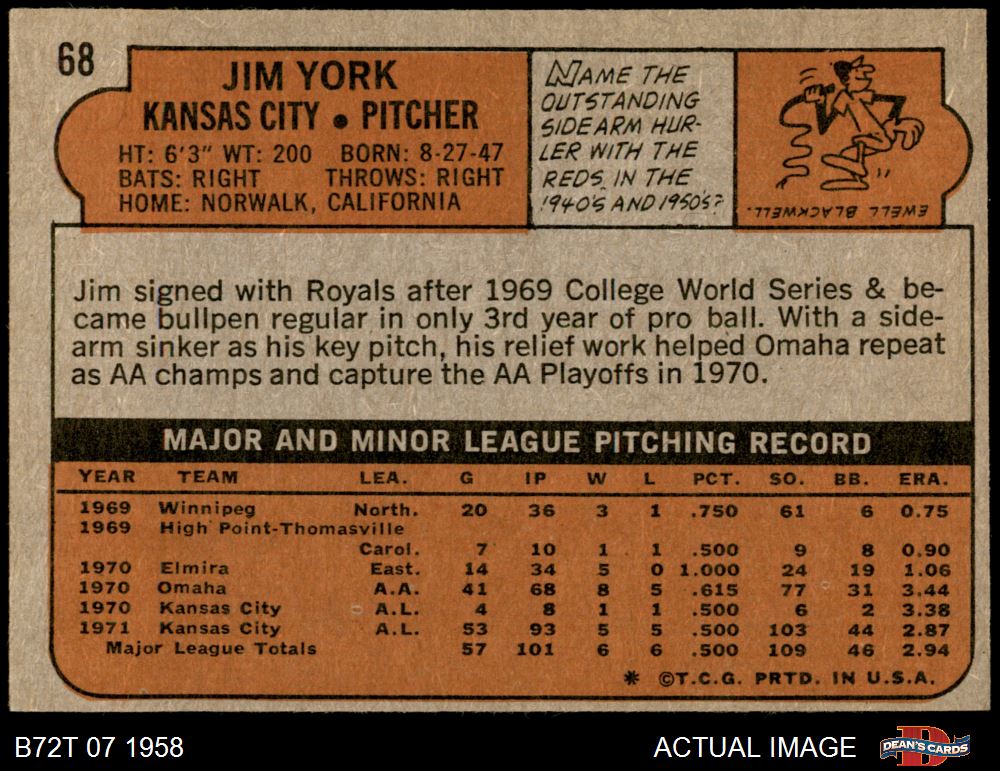 68
JIM YORK
KANSAS CITY • PITCHER
HT: 6'3" WT: 200 BORN: 8-27-47
BATS: RIGHT THROWS: RIGHT
HOME: NORWALK, CALIFORNIA
NAME THE
OUTSTANDING
SIDEARM HUR-
LER WITH THE
REDS IN THE
1940'S AND 1950'S?
EWELL BLACKWELL.
Jim signed with Royals after 1969 College World Series & be-
came bullpen regular in only 3rd year of pro ball. With a side-
arm sinker as his key pitch, his relief work helped Omaha repeat
as AA champs and capture the AA Playoffs in 1970.
MAJOR AND MINOR LEAGUE PITCHING RECORD
YEAR TEAM LEA. G IP W L PCT. SO. BB. ERA.
1969 Winnipeg North. 20 36 3 1 .750 61 6 0.75
1969 High Point-Thomasville
Carol. 7 10 1 1 .500 9 8 0.90
1970 Elmira East. 14 34 5 0 1.000 24 19 1.06
1970 Omaha A.A. 41 68 8 5 .615 77 31 3.44
1970 Kansas City A.L. 4 8 1 1 .500 6 2 3.38
1971 Kansas City A.L. 53 93 5 5 .500 103 44 2.87
Major League Totals 57 101 6 6 .500 109 46 2.94
* ©T.C.G. PRTD. IN U.S.A.
B72T 07 1958
ACTUAL IMAGE
DEAN'S CARDS